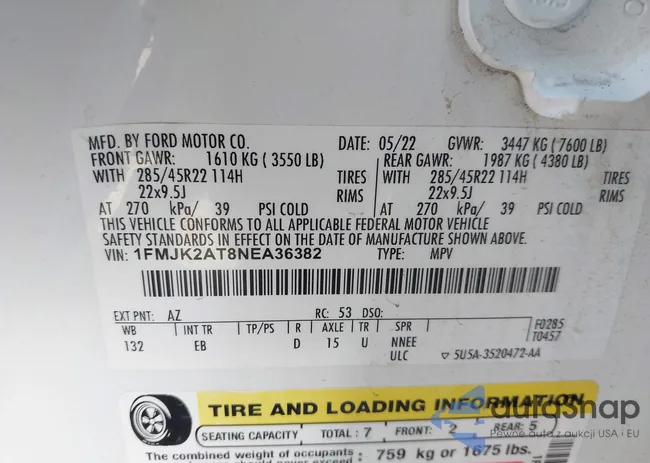 MFD. BY FORD MOTOR CO. DATE: 05/22 GVWR: 3447 KG (7600 LB)
FRONT GAWR: 1610 KG (3550 LB) REAR GAWR: 1987 KG (4380 LB)
WITH 285/45R22 114H TIRES WITH 285/45R22 114H TIRES
22x9.5J RIMS 22x9.5J RIMS
AT 270 kPa/ 39 PSI COLD AT 270 kPa/ 39 PSI COLD
THIS VEHICLE CONFORMS TO ALL APPLICABLE FEDERAL MOTOR VEHICLE
SAFETY STANDARDS IN EFFECT ON THE DATE OF MANUFACTURE SHOWN ABOVE.
VIN: 1FMJK2AT8NEA36382 TYPE: MPV
EXT PNT: AZ RC: 53 DSO:
WB INT TR TP/PS R AXLE TR SPR F0285
132 EB D 15 U NNEE T0457
ULC ▽ 5U5A-3520472-AA
TIRE AND LOADING INFORMATION
SEATING CAPACITY TOTAL: 7 FRONT: 2 REAR: 5
autoSnap
Pewne auto z aukcji USA i EU
The combined weight of occupants 759 kg or 1675 lbs.